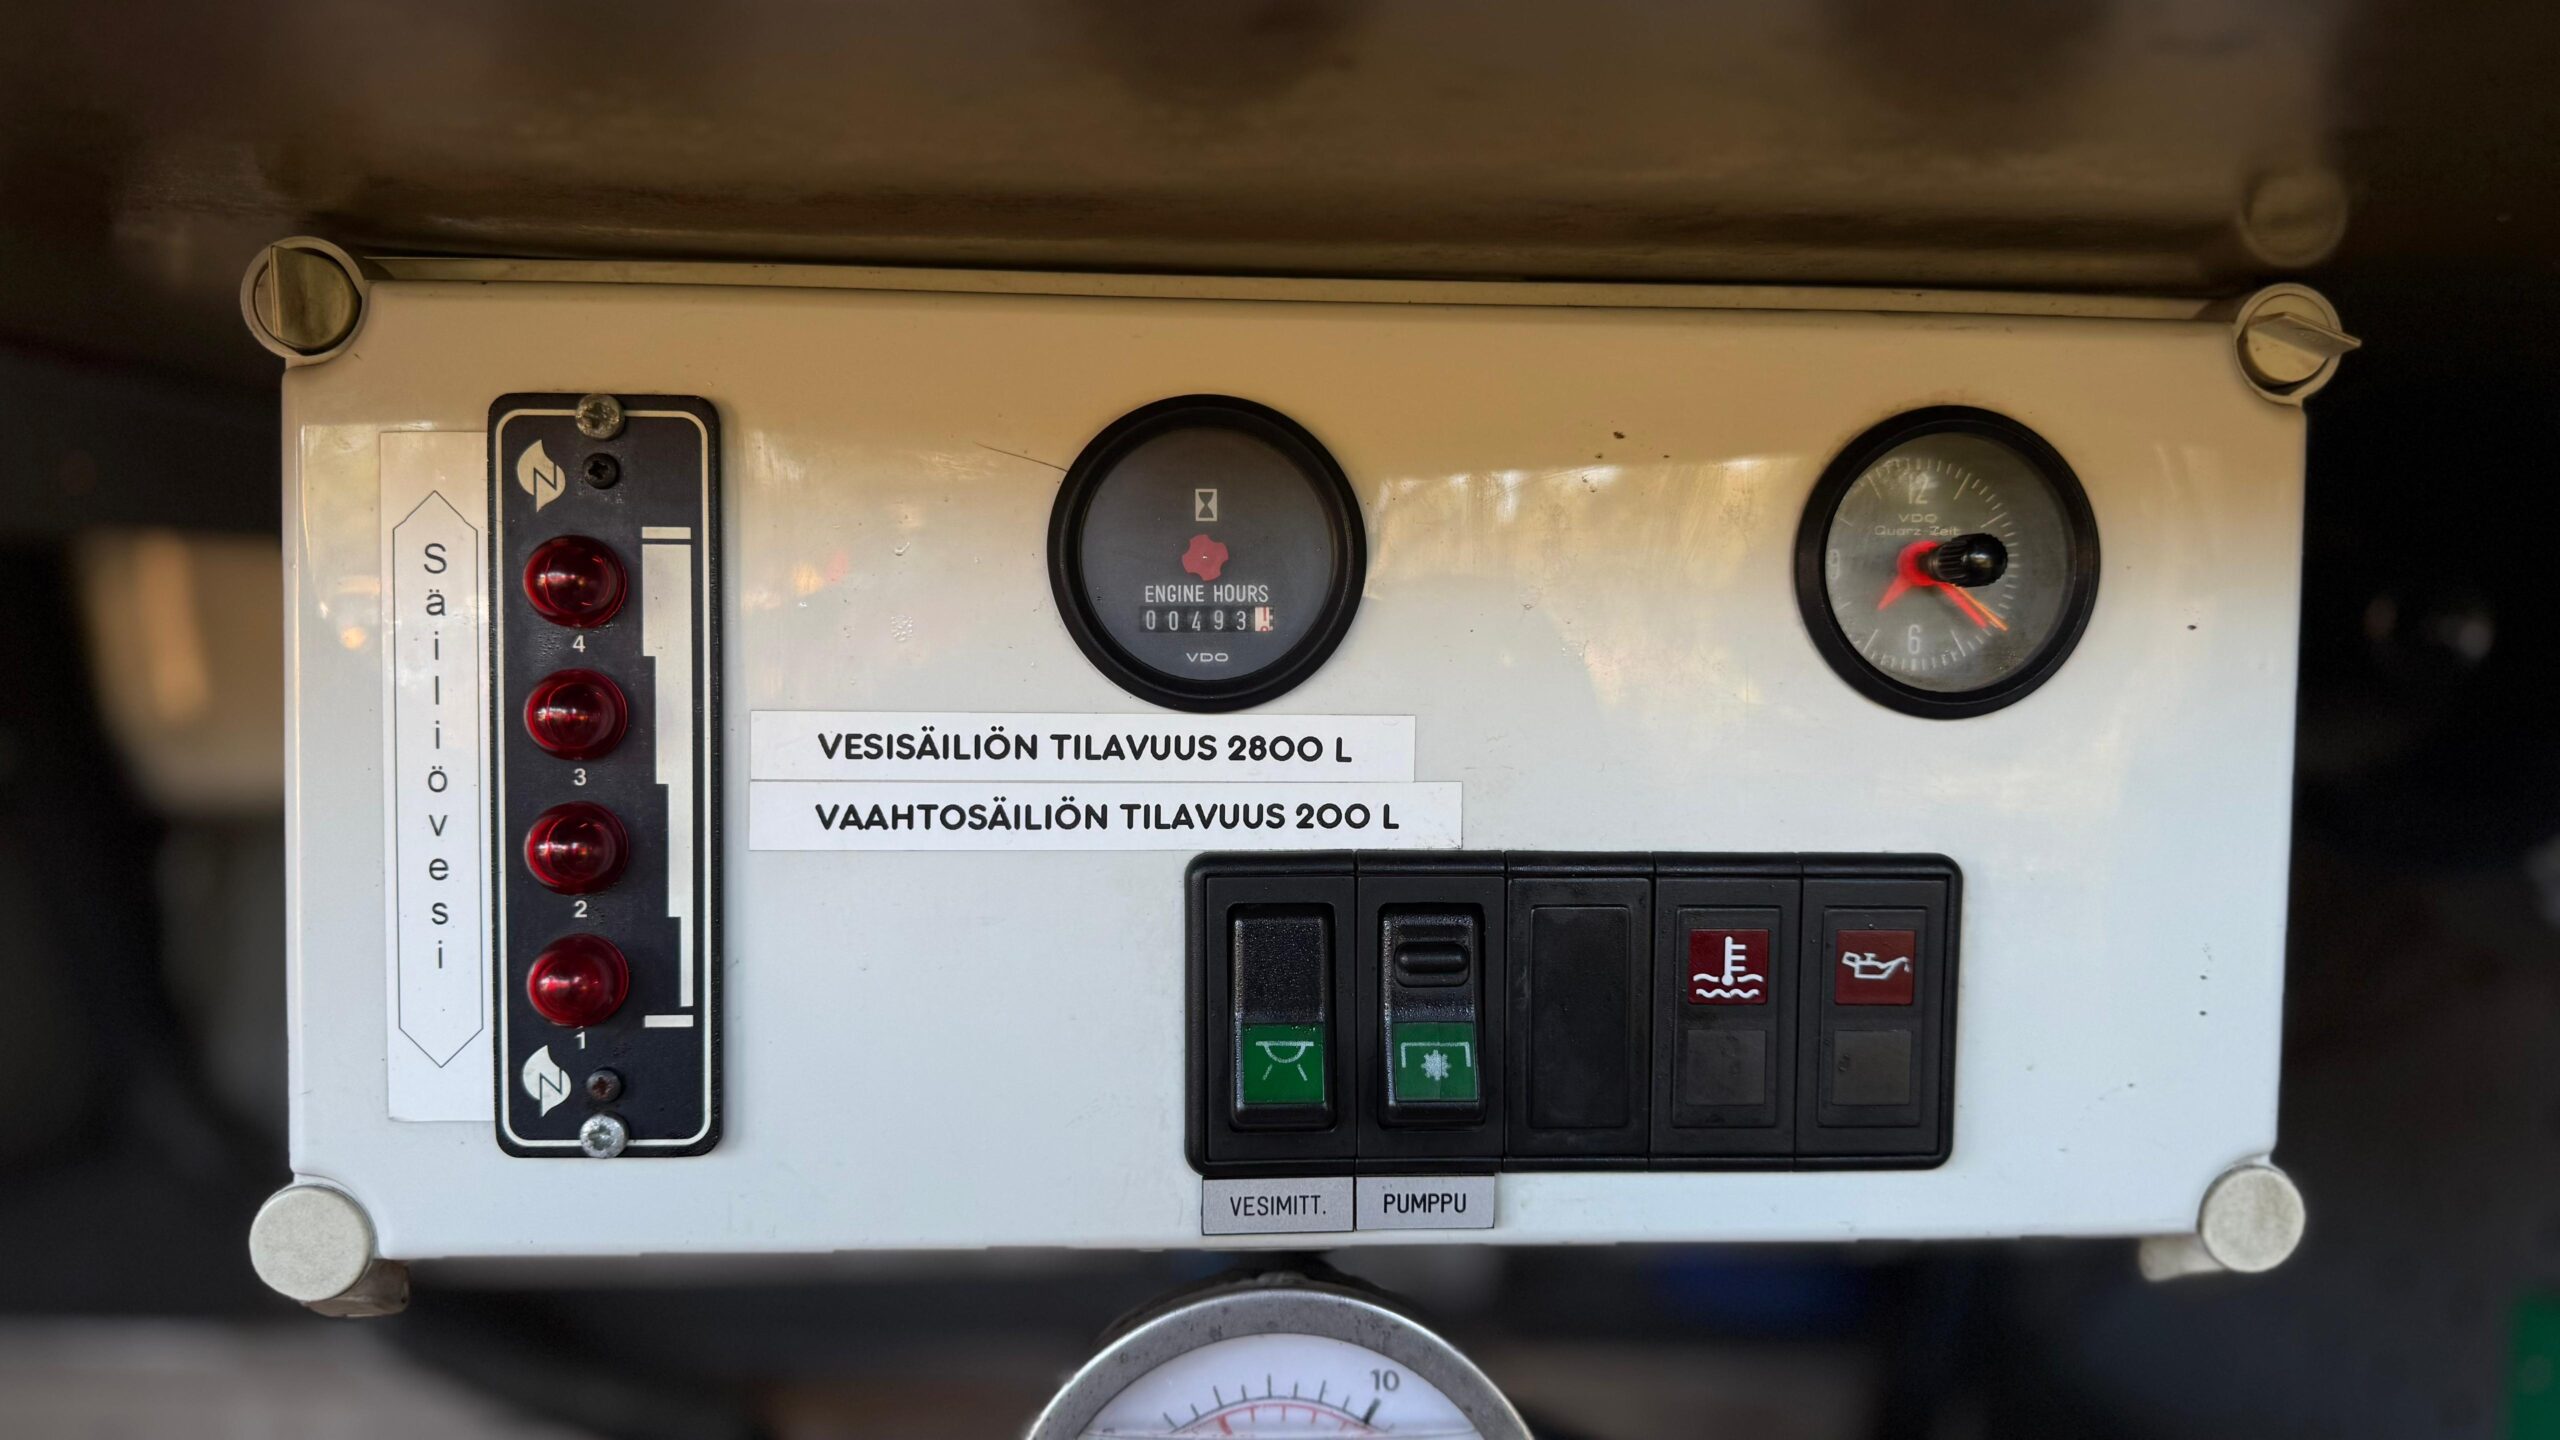 Säiliövesi
4
3
2
1
ENGINE HOURS
00493
VDO
12
VDO
Quarz-Zeit
6
VESISÄILIÖN TILAVUUS 2800 L
VAAHTOSÄILIÖN TILAVUUS 200 L
VESIMITT.
PUMPPU
10